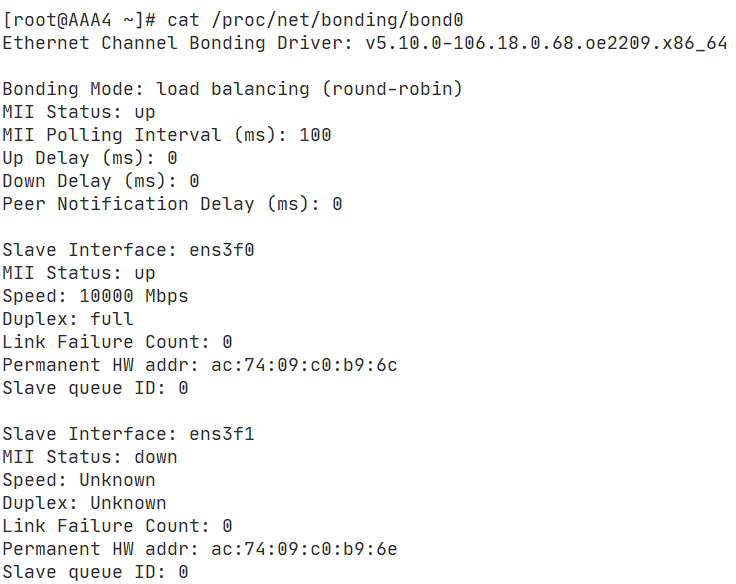 [root@AAA4 ~]# cat /proc/net/bonding/bond0
Ethernet Channel Bonding Driver: v5.10.0-106.18.0.68.oe2209.x86_64
Bonding Mode: load balancing (round-robin)
MII Status: up
MII Polling Interval (ms): 100
Up Delay (ms): 0
Down Delay (ms): 0
Peer Notification Delay (ms): 0
Slave Interface: ens3f0
MII Status: up
Speed: 10000 Mbps
Duplex: full
Link Failure Count: 0
Permanent HW addr: ac:74:09:c0:b9:6c
Slave queue ID: 0
Slave Interface: ens3f1
MII Status: down
Speed: Unknown
Duplex: Unknown
Link Failure Count: 0
Permanent HW addr: ac:74:09:c0:b9:6e
Slave queue ID: 0